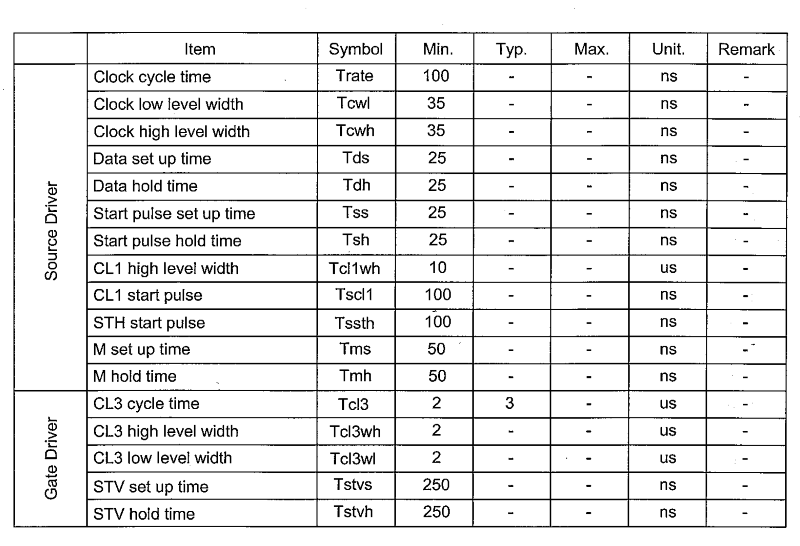 Item Symbol Min. Typ. Max. Unit. Remark
Source Driver
Clock cycle time Trate 100 - - ns -
Clock low level width Tcwl 35 - - ns -
Clock high level width Tcwh 35 - - ns -
Data set up time Tds 25 - - ns -
Data hold time Tdh 25 - - ns -
Start pulse set up time Tss 25 - - ns -
Start pulse hold time Tsh 25 - - ns -
CL1 high level width Tcl1wh 10 - - us -
CL1 start pulse Tscl1 100 - - ns -
STH start pulse Tssth 100 - - ns -
M set up time Tms 50 - - ns -
M hold time Tmh 50 - - ns -
Gate Driver
CL3 cycle time Tcl3 2 3 - us -
CL3 high level width Tcl3wh 2 - - us -
CL3 low level width Tcl3wl 2 - - us -
STV set up time Tstvs 250 - - ns -
STV hold time Tstvh 250 - - ns -